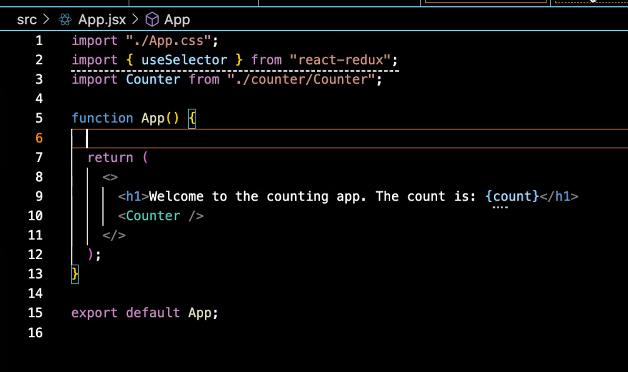 src > App.jsx > App
1 import "./App.css";
2 import { useSelector } from "react-redux";
3 import Counter from "./counter/Counter";
4
5 function App() {
6
7 return (
8 <>
9 <h1>Welcome to the counting app. The count is: {count}</h1>
10 <Counter />
11 </>
12 );
13 }
14
15 export default App;
16